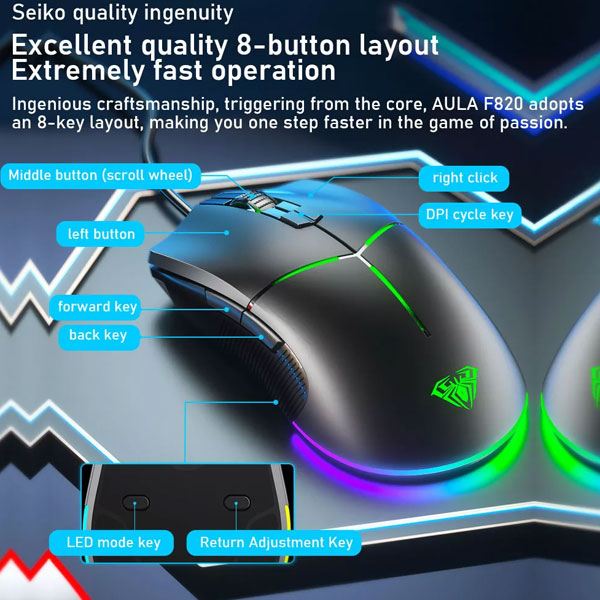 Seiko quality ingenuity
Excellent quality 8-button layout
Extremely fast operation
Ingenious craftsmanship, triggering from the core, AULA F820 adopts
an 8-key layout, making you one step faster in the game of passion.
Middle button (scroll wheel)
right click
DPI cycle key
left button
forward key
back key
LED mode key
Return Adjustment Key